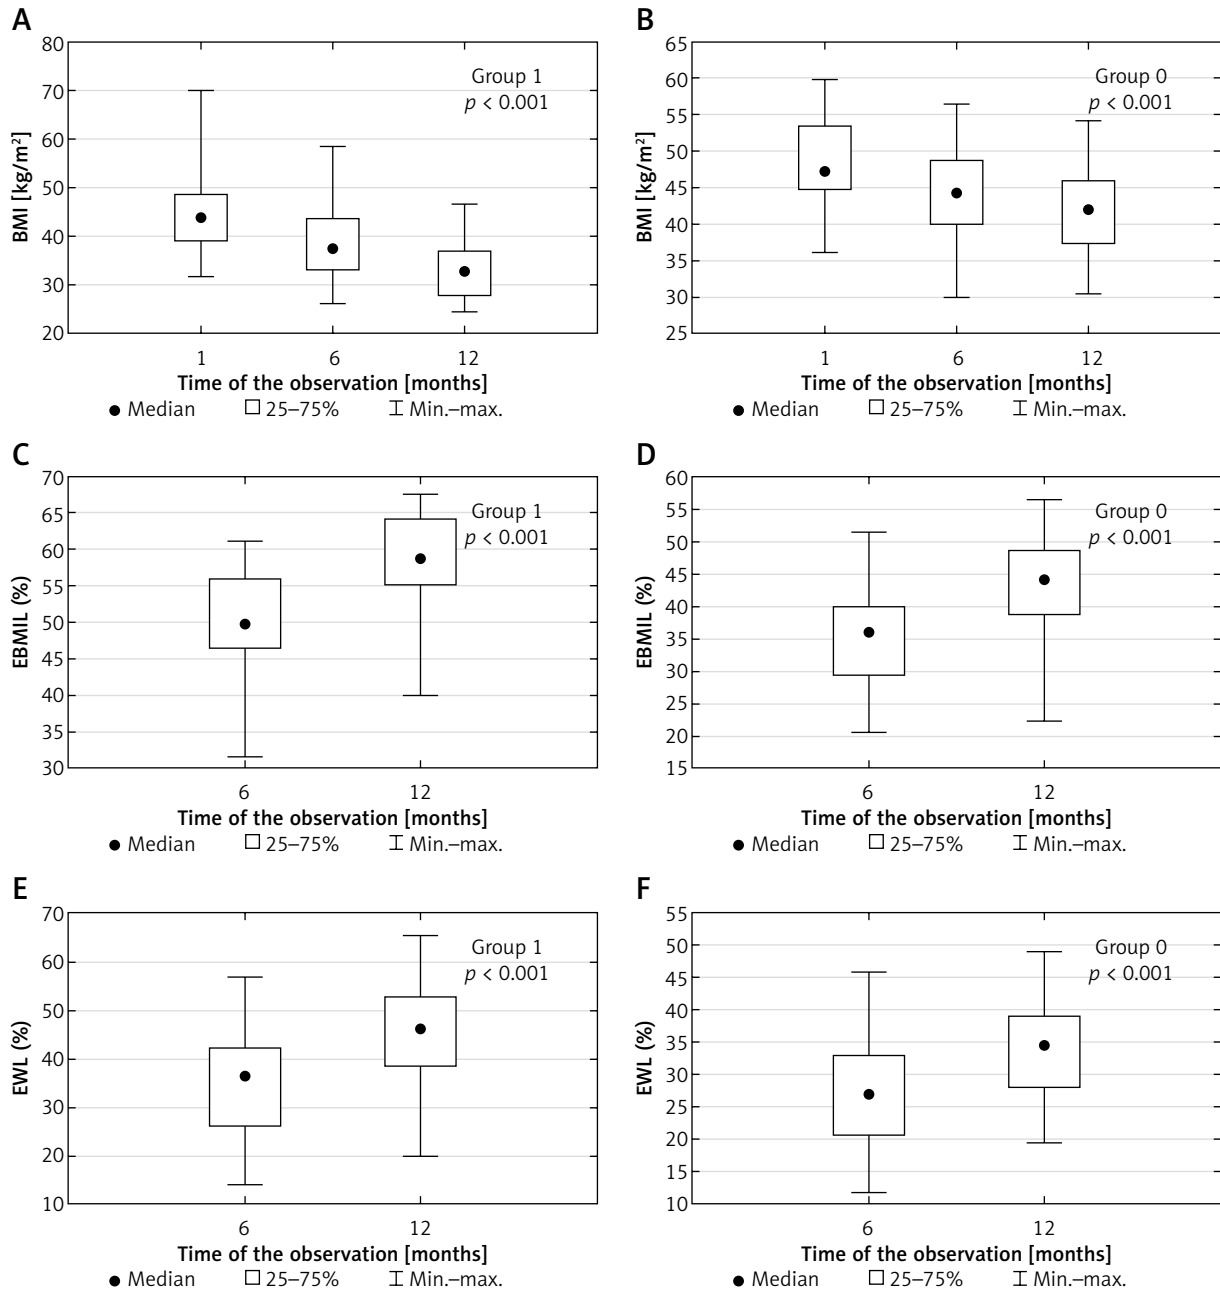 A
BMI [kg/m²]
80
70
60
50
40
30
20
Group 1
p < 0.001
1 6 12
Time of the observation [months]
Median 25–75% Min.–max.
B
BMI [kg/m²]
65
60
55
50
45
40
35
30
25
Group 0
p < 0.001
1 6 12
Time of the observation [months]
Median 25–75% Min.–max.
C
EBMIL (%)
70
65
60
55
50
45
40
35
30
Group 1
p < 0.001
6 12
Time of the observation [months]
Median 25–75% Min.–max.
D
EBMIL (%)
60
55
50
45
40
35
30
25
20
15
Group 0
p < 0.001
6 12
Time of the observation [months]
Median 25–75% Min.–max.
E
EWL (%)
70
60
50
40
30
20
10
Group 1
p < 0.001
6 12
Time of the observation [months]
Median 25–75% Min.–max.
F
EWL (%)
55
50
45
40
35
30
25
20
15
10
Group 0
p < 0.001
6 12
Time of the observation [months]
Median 25–75% Min.–max.